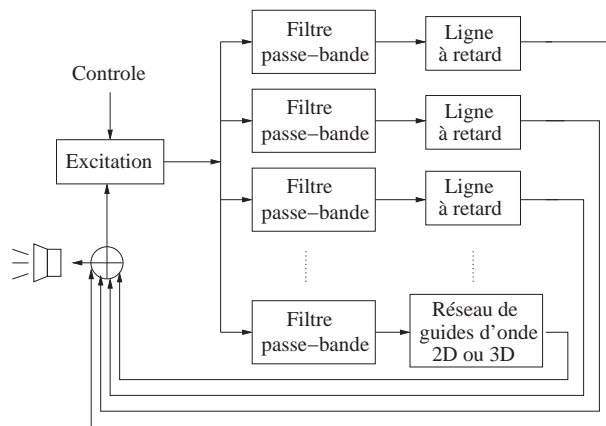 Filtre
passe−bande
Ligne
à retard
Controle
Filtre
passe−bande
Ligne
à retard
Excitation
Filtre
passe−bande
Ligne
à retard
Filtre
passe−bande
Réseau de
guides d'onde
2D ou 3D